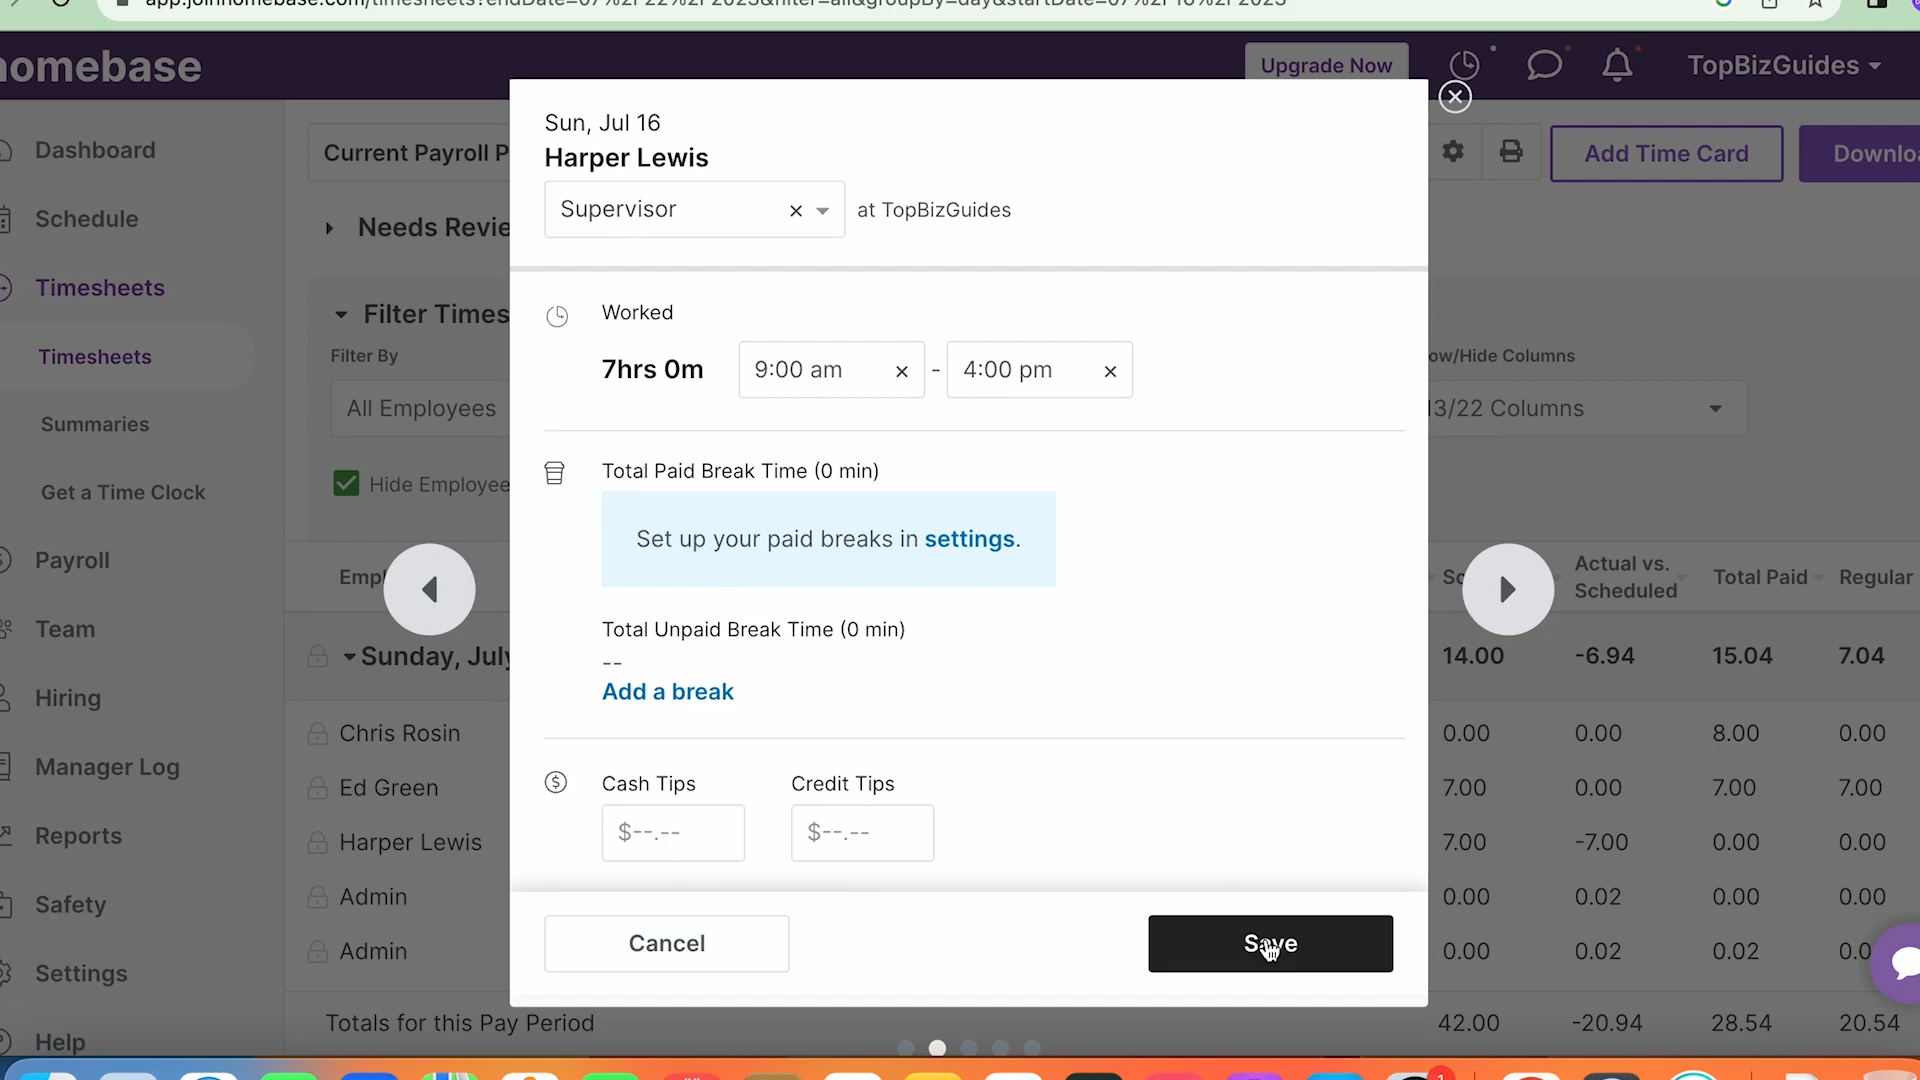 homebase
Upgrade Now
TopBizGuides
Dashboard
Schedule
Timesheets
Timesheets
Summaries
Get a Time Clock
Payroll
Team
Hiring
Manager Log
Reports
Safety
Settings
Help
Current Payroll P
Add Time Card
Downloa
Needs Revie
Filter Times
Filter By
All Employees
Hide Employee
ow/Hide Columns
13/22 Columns
Sun, Jul 16
Harper Lewis
Supervisor
at TopBizGuides
Worked
7hrs 0m
9:00 am - 4:00 pm
Total Paid Break Time (0 min)
Set up your paid breaks in settings.
Total Unpaid Break Time (0 min)
--
Add a break
Cash Tips
Credit Tips
$--.--
$--.--
Cancel
Save
Empl
Sc
Actual vs.
Scheduled
Total Paid
Regular
Sunday, July
14.00 -6.94 15.04 7.04
Chris Rosin 0.00 0.00 8.00 0.00
Ed Green 7.00 0.00 7.00 7.00
Harper Lewis 7.00 -7.00 0.00 0.00
Admin 0.00 0.02 0.00 0.00
Admin 0.00 0.02 0.02 0.0
Totals for this Pay Period 42.00 -20.94 28.54 20.54
1